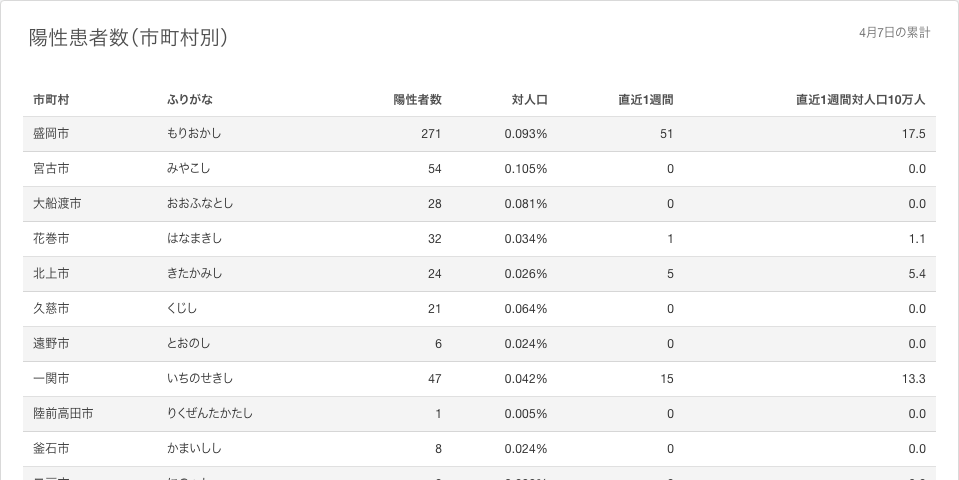 陽性患者数（市町村別）
4月7日の累計
市町村 ふりがな 陽性者数 対人口 直近1週間 直近1週間対人口10万人
盛岡市 もりおかし 271 0.093% 51 17.5
宮古市 みやこし 54 0.105% 0 0.0
大船渡市 おおふなとし 28 0.081% 0 0.0
花巻市 はなまきし 32 0.034% 1 1.1
北上市 きたかみし 24 0.026% 5 5.4
久慈市 くじし 21 0.064% 0 0.0
遠野市 とおのし 6 0.024% 0 0.0
一関市 いちのせきし 47 0.042% 15 13.3
陸前高田市 りくぜんたかたし 1 0.005% 0 0.0
釜石市 かまいしし 8 0.024% 0 0.0